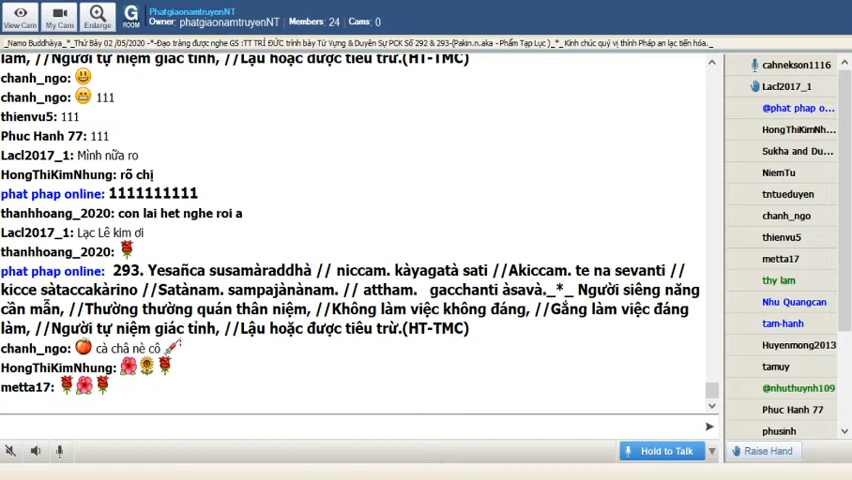 PhatgiaonamtruyenNT
Owner: phatgiaonamtruyenNT | Members: 24 | Cams: 0
View Cam
My Cam
Enlarge
G
ROOM
_Namo Buddhàya_*_Thứ Bảy 02 /05/2020 -*-Đạo tràng được nghe GS :TT TRÍ ĐỨC trình bày Từ Vựng & Duyên Sự PCK Số 292 & 293-(Pakin.n.aka - Phẩm Tạp Lục )_*_ Kính chúc quý vị thính Pháp an lạc tiến hóa._
làm, //Người tự niệm giác tỉnh, //Lậu hoặc được tiêu trừ.(HT-TMC)
chanh_ngo:
chanh_ngo: 111
thienvu5: 111
Phuc Hanh 77: 111
Lacl2017_1: Mình nữa ro
HongThiKimNhung: rõ chị
phat phap online: 1111111111
thanhhoang_2020: con lai het nghe roi a
Lacl2017_1: Lạc Lê kim ơi
thanhhoang_2020:
phat phap online: 293. Yesañca susamàraddhà // niccam. kàyagatà sati //Akiccam. te na sevanti //
kicce sàtaccakàrino //Satànam. sampajànànam. // attham. gacchanti àsavà._*_ Người siêng năng
cần mẫn, //Thường thường quán thân niệm, //Không làm việc không đáng, //Gắng làm việc đáng
làm, //Người tự niệm giác tỉnh, //Lậu hoặc được tiêu trừ.(HT-TMC)
chanh_ngo: cà châ nè cô
HongThiKimNhung:
metta17:
Hold to Talk
cahnekson1116
Lacl2017_1
@phat phap o...
HongThiKimNh...
Sukha and Du...
NiemTu
tntueduyen
chanh_ngo
thienvu5
metta17
thy lam
Nhu Quangcan
tam-hanh
Huyenmong2013
tamuy
@nhuthuynh109
Phuc Hanh 77
phusinh
Raise Hand